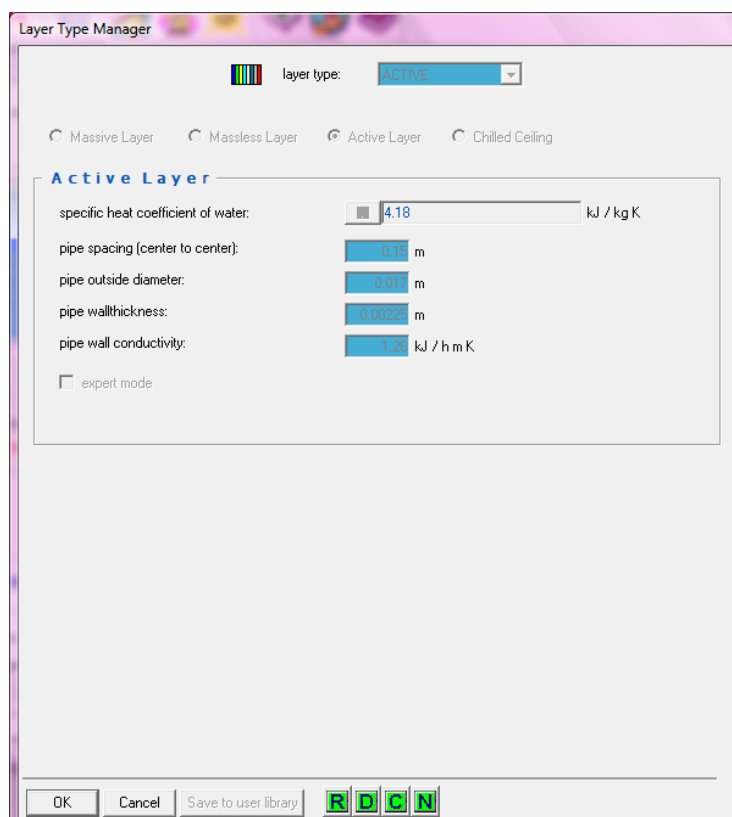 Layer Type Manager
layer type: ACTIVE
Massive Layer Massless Layer Active Layer Chilled Ceiling
Active Layer
specific heat coefficient of water: 4.18 kJ / kg K
pipe spacing (center to center): 0.15 m
pipe outside diameter: 0.017 m
pipe wallthickness: 0.00225 m
pipe wall conductivity: 1.26 kJ / h m K
expert mode
OK Cancel Save to user library R D C N